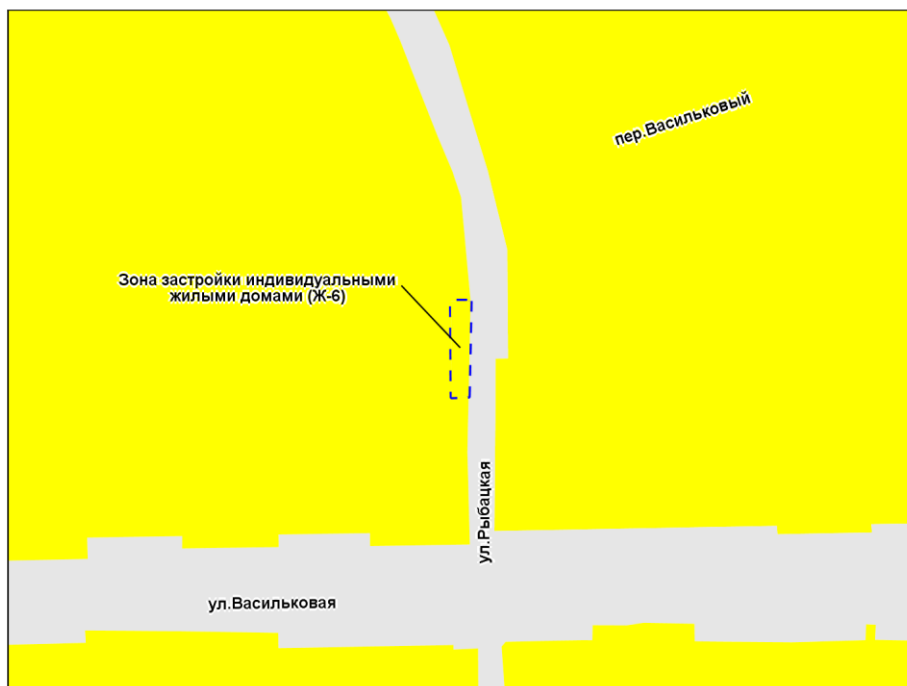 пер.Васильковый
Зона застройки индивидуальными
жилыми домами (Ж-6)
ул.Рыбацкая
ул.Васильковая